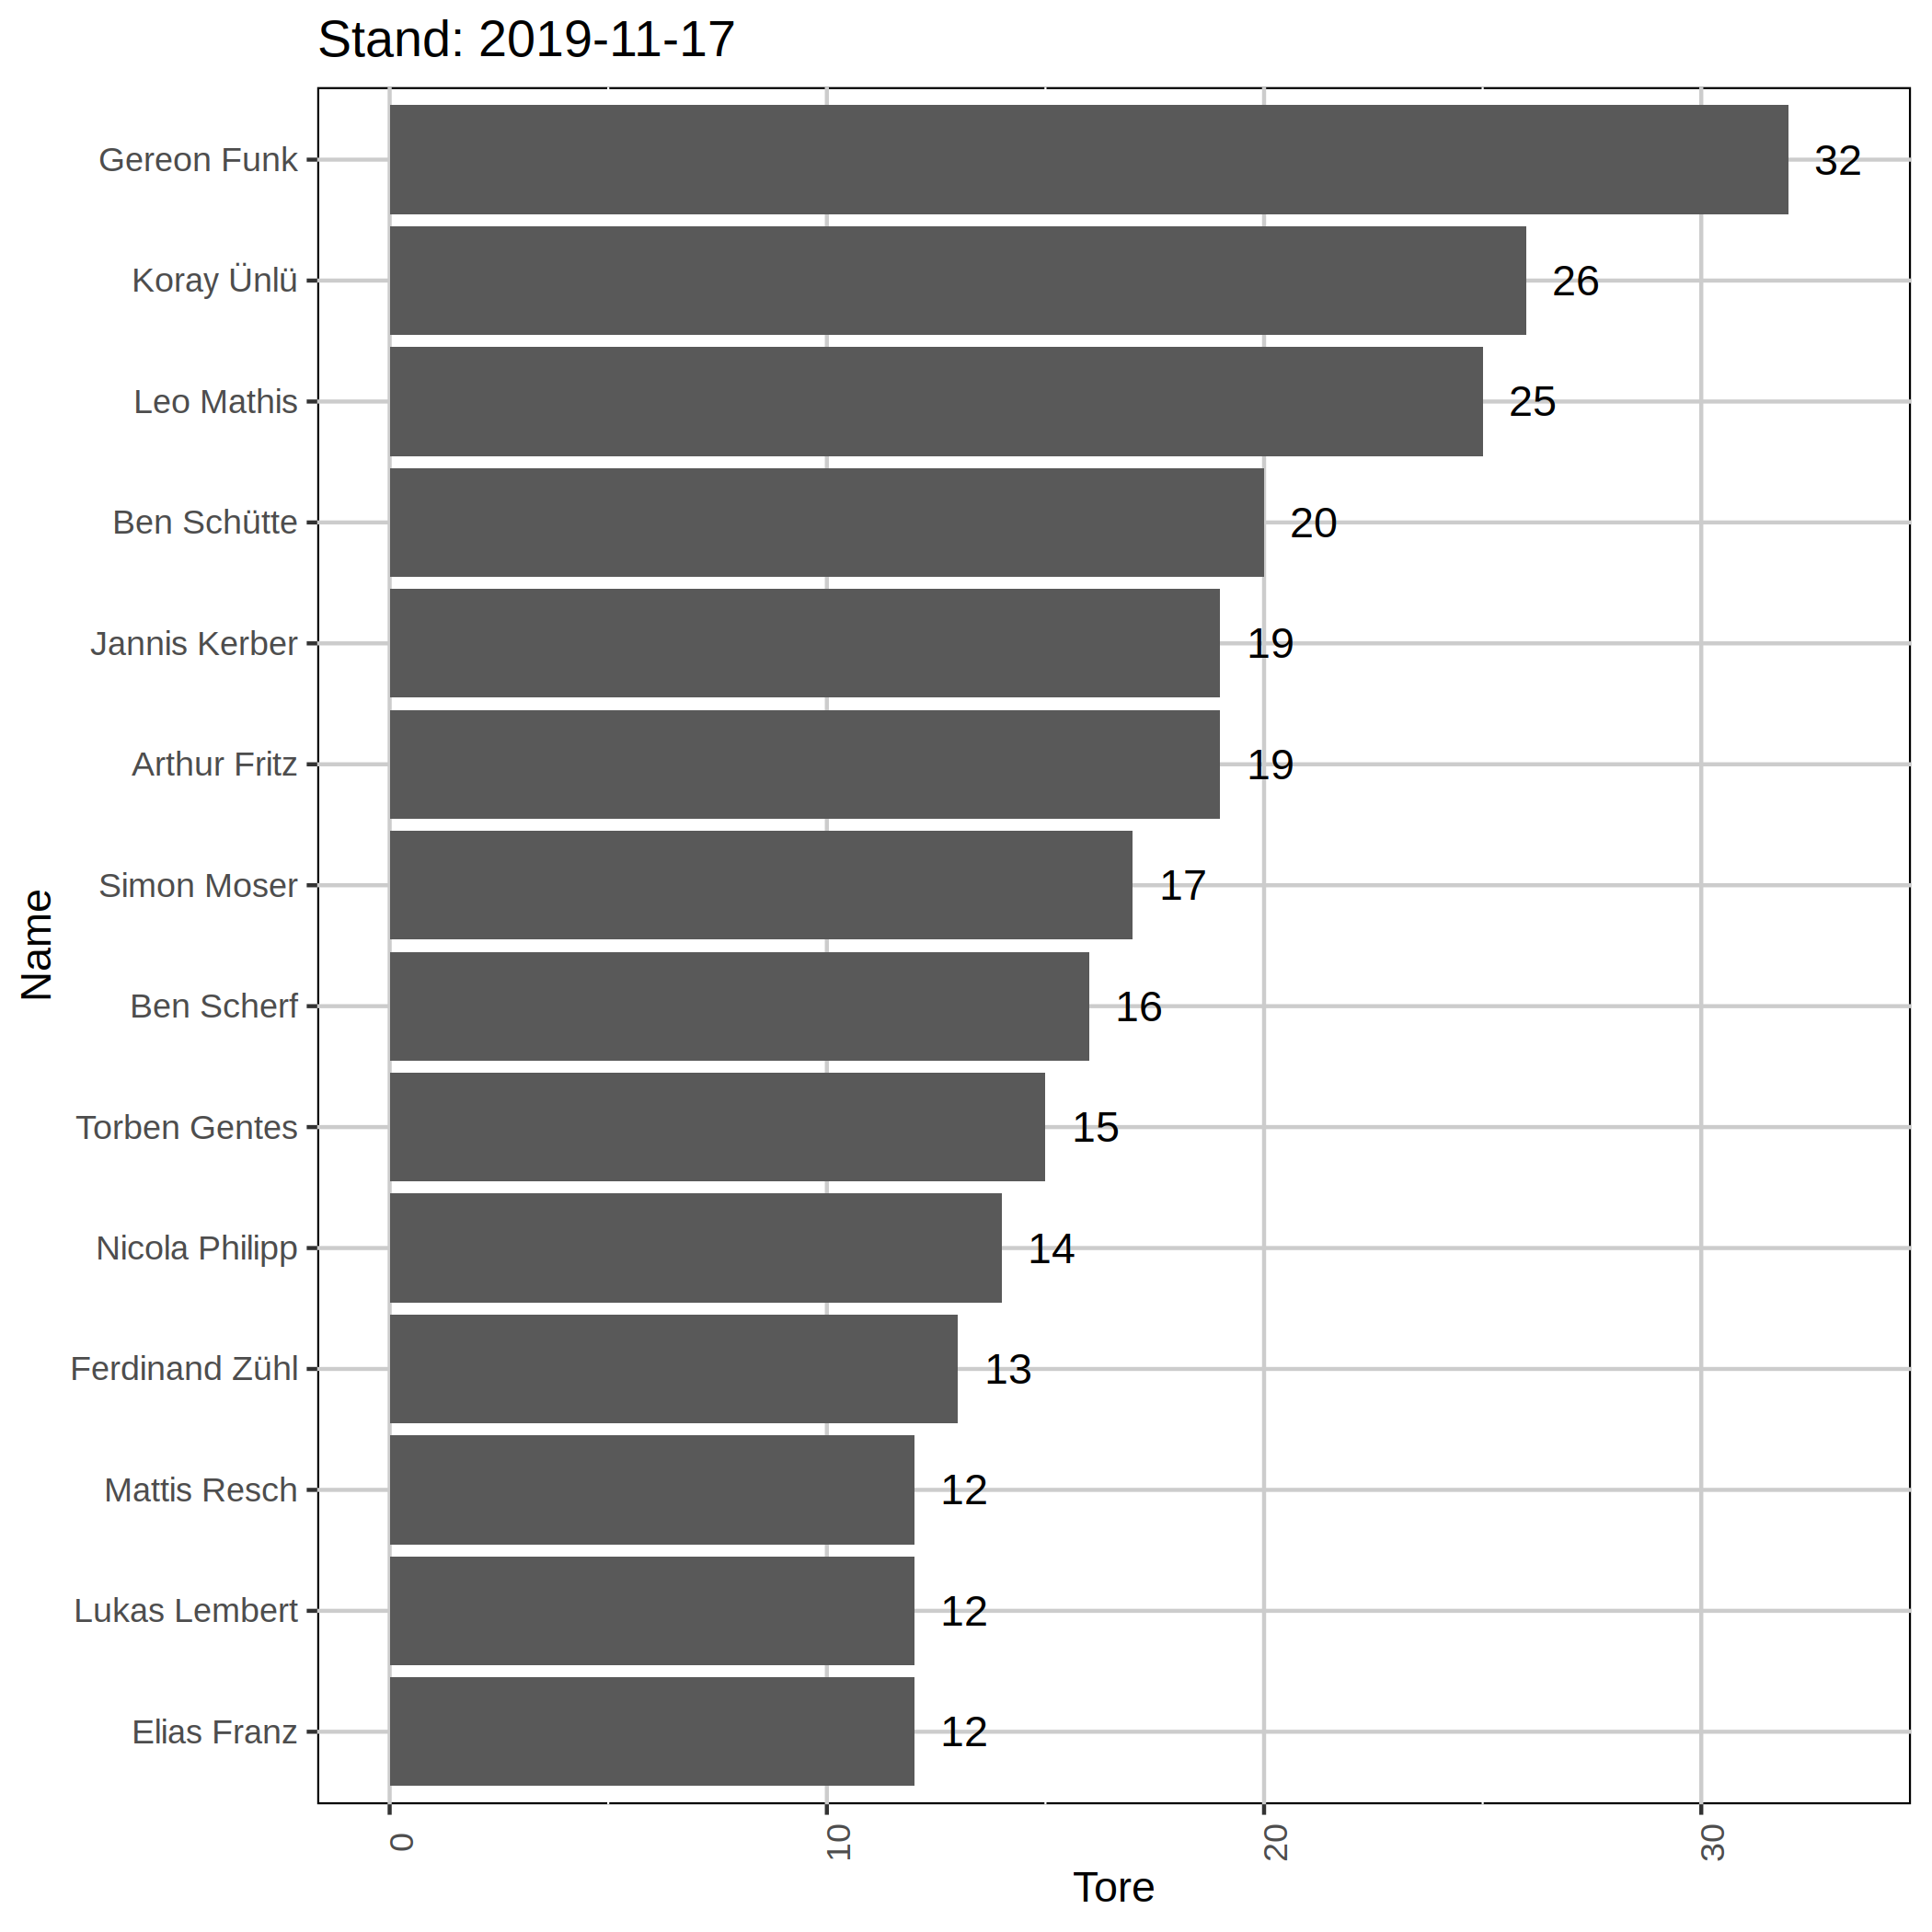 Stand: 2019-11-17
Gereon Funk 32
Koray Ünlü 26
Leo Mathis 25
Ben Schütte 20
Jannis Kerber 19
Arthur Fritz 19
Simon Moser 17
Ben Scherf 16
Torben Gentes 15
Nicola Philipp 14
Ferdinand Zühl 13
Mattis Resch 12
Lukas Lembert 12
Elias Franz 12
Name
0 10 20 30
Tore